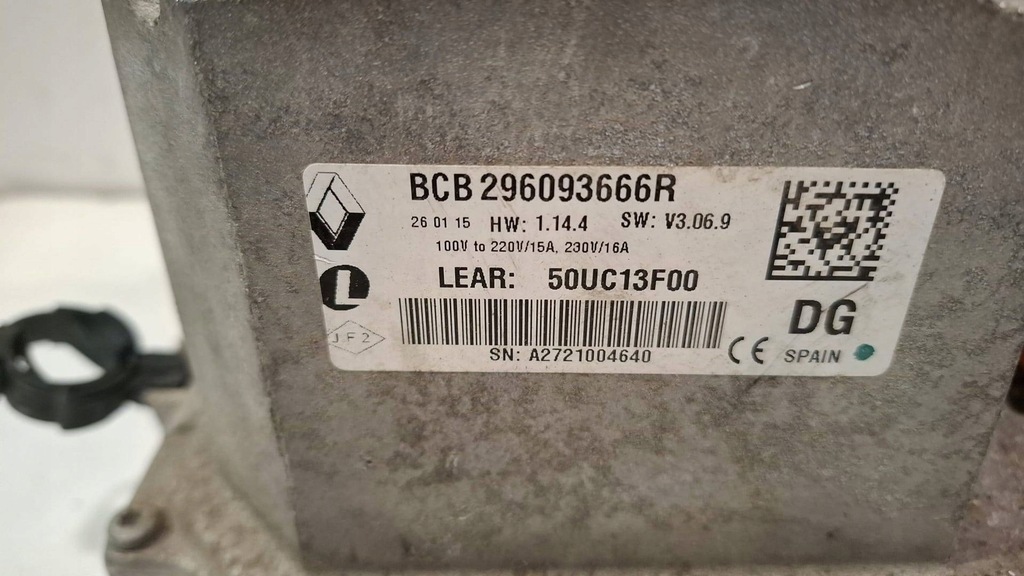 BCB 296093666R
26 01 15 HW: 1.14.4 SW: V3.06.9
100V to 220V/15A, 230V/16A
LEAR: 50UC13F00
L
J.F 2
DG
SN: A2721004640
CE SPAIN